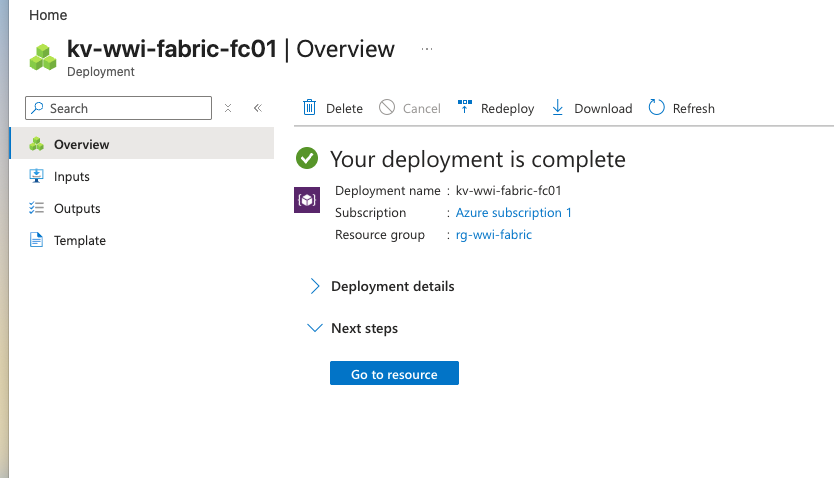 Home
kv-wwi-fabric-fc01 | Overview ...
Deployment
Search
Delete Cancel Redeploy Download Refresh
Overview
Inputs
Outputs
Template
Your deployment is complete
Deployment name : kv-wwi-fabric-fc01
Subscription : Azure subscription 1
Resource group : rg-wwi-fabric
Deployment details
Next steps
Go to resource